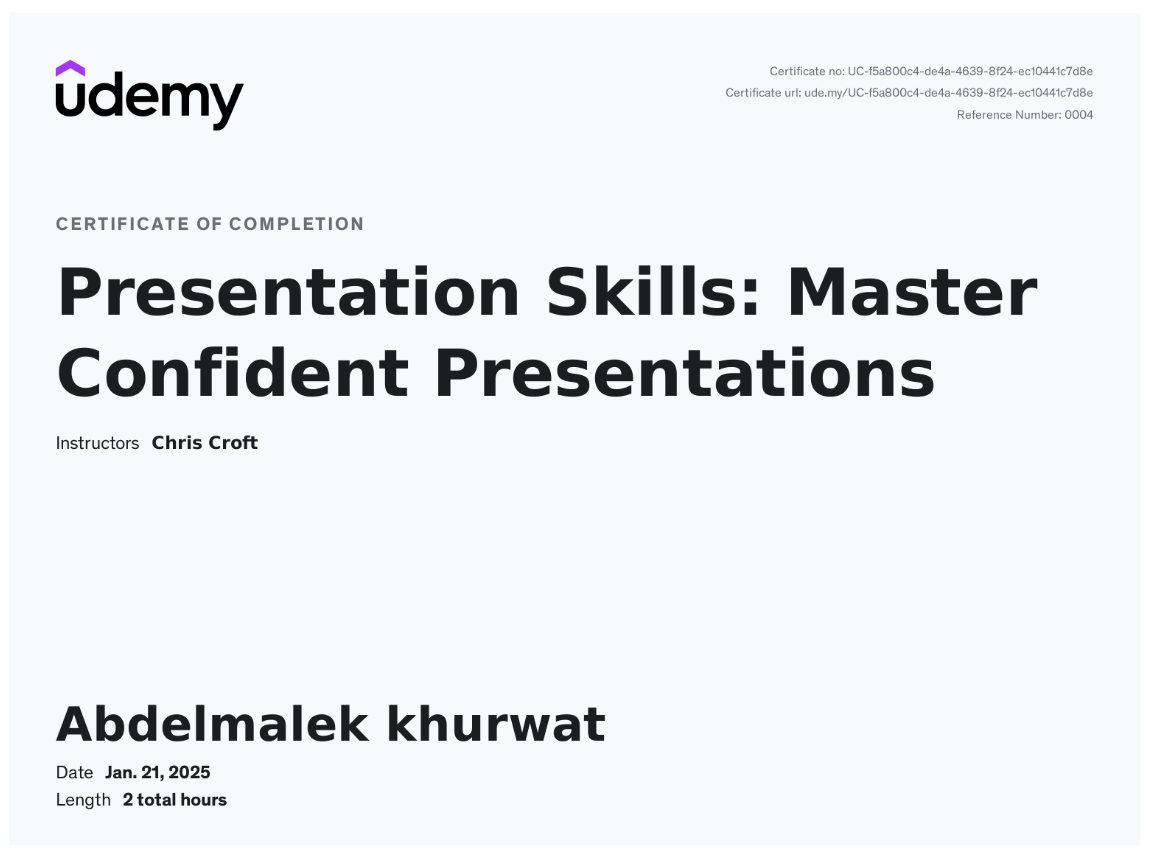 udemy
Certificate no: UC-f5a800c4-de4a-4639-8f24-ec10441c7d8e
Certificate url: ude.my/UC-f5a800c4-de4a-4639-8f24-ec10441c7d8e
Reference Number: 0004
CERTIFICATE OF COMPLETION
Presentation Skills: Master
Confident Presentations
Instructors Chris Croft
Abdelmalek khurwat
Date Jan. 21, 2025
Length 2 total hours